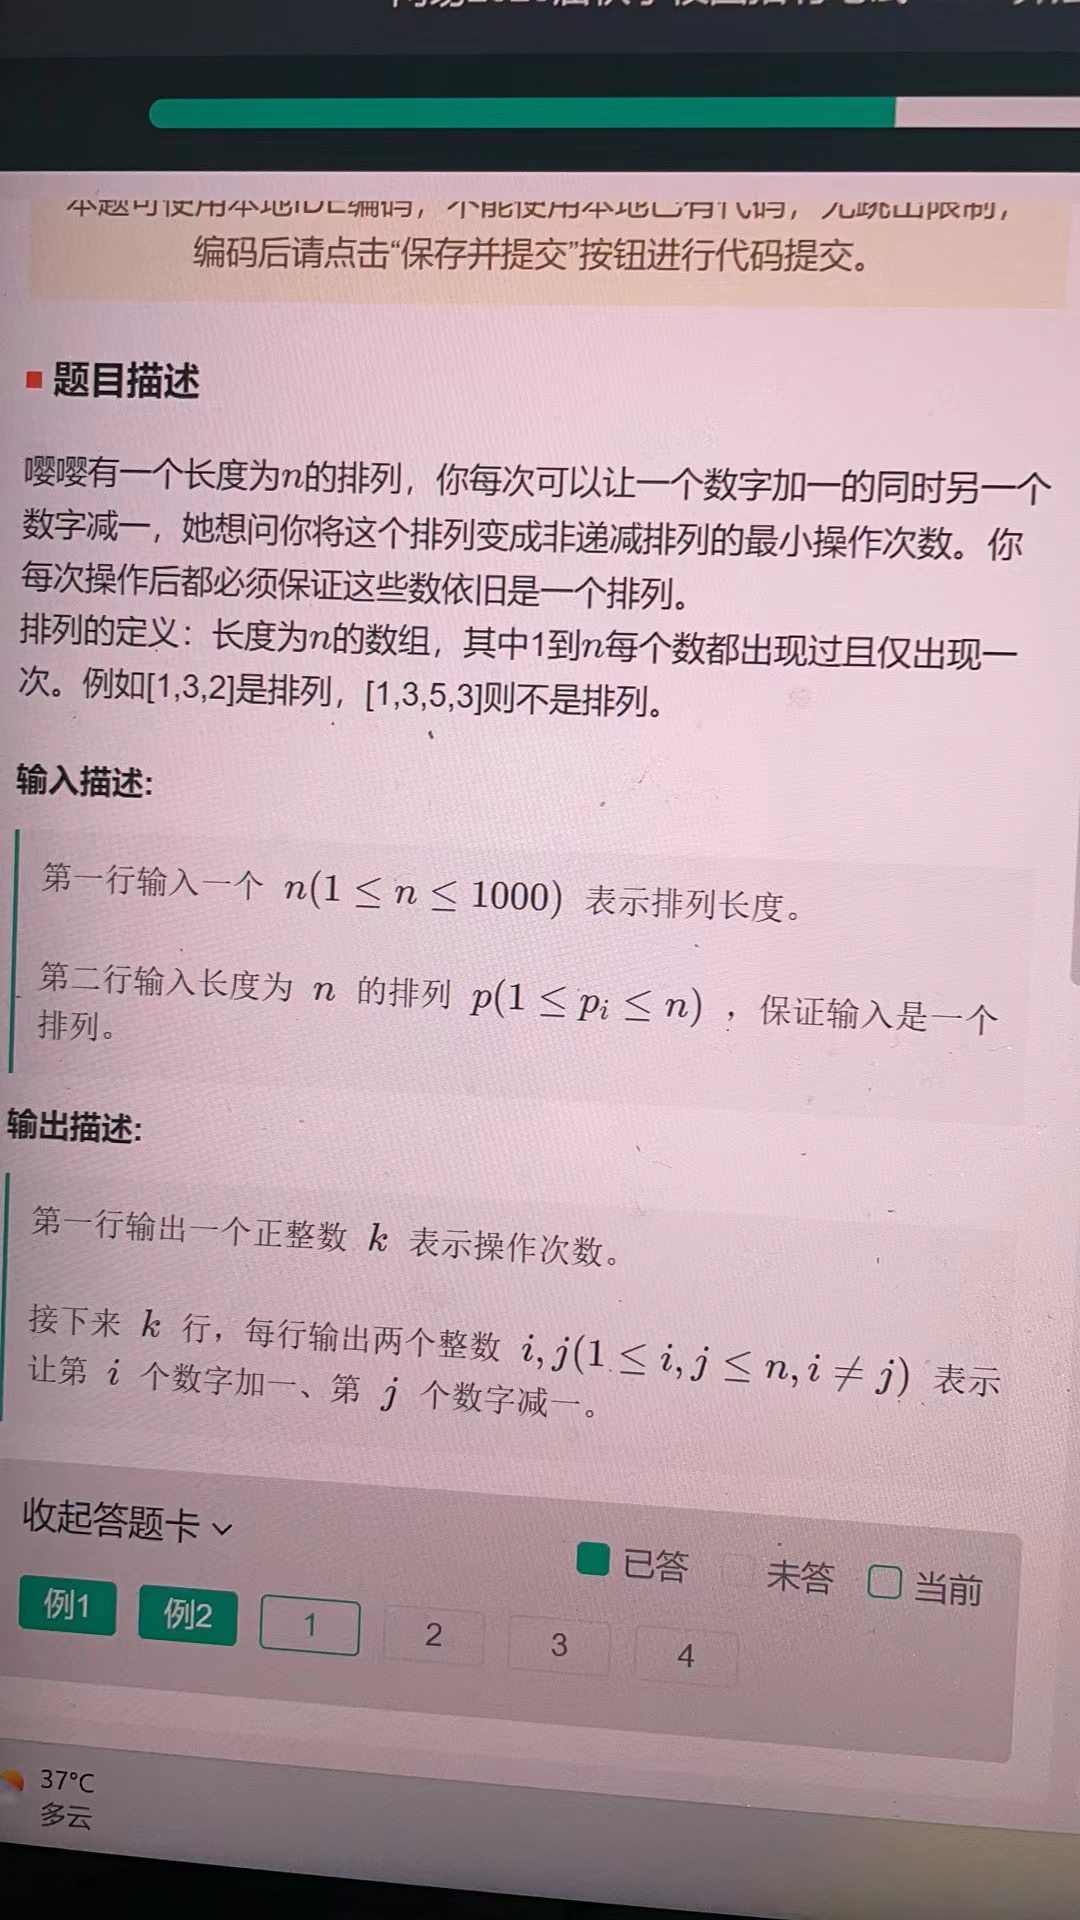 本题可使用本地IDE编码，不能使用本地已有代码，无跳出限制，
编码后请点击“保存并提交”按钮进行代码提交。
题目描述
嘤嘤有一个长度为n的排列，你每次可以让一个数字加一的同时另一个
数字减一，她想问你将这个排列变成非递减排列的最小操作次数。你
每次操作后都必须保证这些数依旧是一个排列。
排列的定义：长度为n的数组，其中1到n每个数都出现过且仅出现一
次。例如[1,3,2]是排列，[1,3,5,3]则不是排列。
输入描述:
第一行输入一个 n(1 ≤ n ≤ 1000) 表示排列长度。
第二行输入长度为 n 的排列 p(1 ≤ pᵢ ≤ n) ，保证输入是一个
排列。
输出描述:
第一行输出一个正整数 k 表示操作次数。
接下来 k 行，每行输出两个整数 i, j(1 ≤ i, j ≤ n, i ≠ j) 表示
让第 i 个数字加一、第 j 个数字减一。
收起答题卡
已答 未答 当前
例1 例2 1 2 3 4
37°C
多云